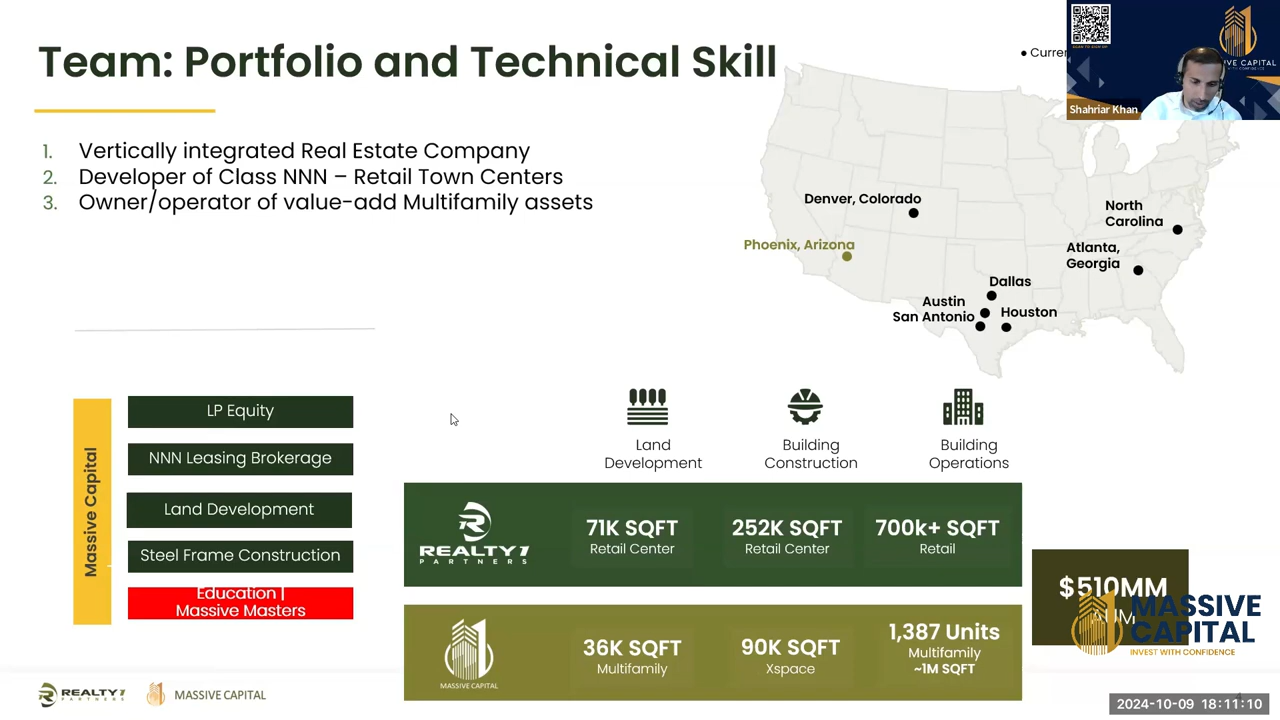 Team: Portfolio and Technical Skill
1. Vertically integrated Real Estate Company
2. Developer of Class NNN – Retail Town Centers
3. Owner/operator of value-add Multifamily assets
Shahriar Khan
Denver, Colorado
Phoenix, Arizona
North
Carolina
Atlanta,
Georgia
Dallas
Austin
San Antonio
Houston
Massive Capital
LP Equity
NNN Leasing Brokerage
Land Development
Steel Frame Construction
Education |
Massive Masters
Land
Development
Building
Construction
Building
Operations
REALTY1
PARTNERS
71K SQFT
Retail Center
252K SQFT
Retail Center
700k+ SQFT
Retail
MASSIVE CAPITAL
36K SQFT
Multifamily
90K SQFT
Xspace
1,387 Units
Multifamily
~1M SQFT
$510MM
AUM
MASSIVE
CAPITAL
INVEST WITH CONFIDENCE
REALTY1
PARTNERS
MASSIVE CAPITAL
2024-10-09 18:11:10